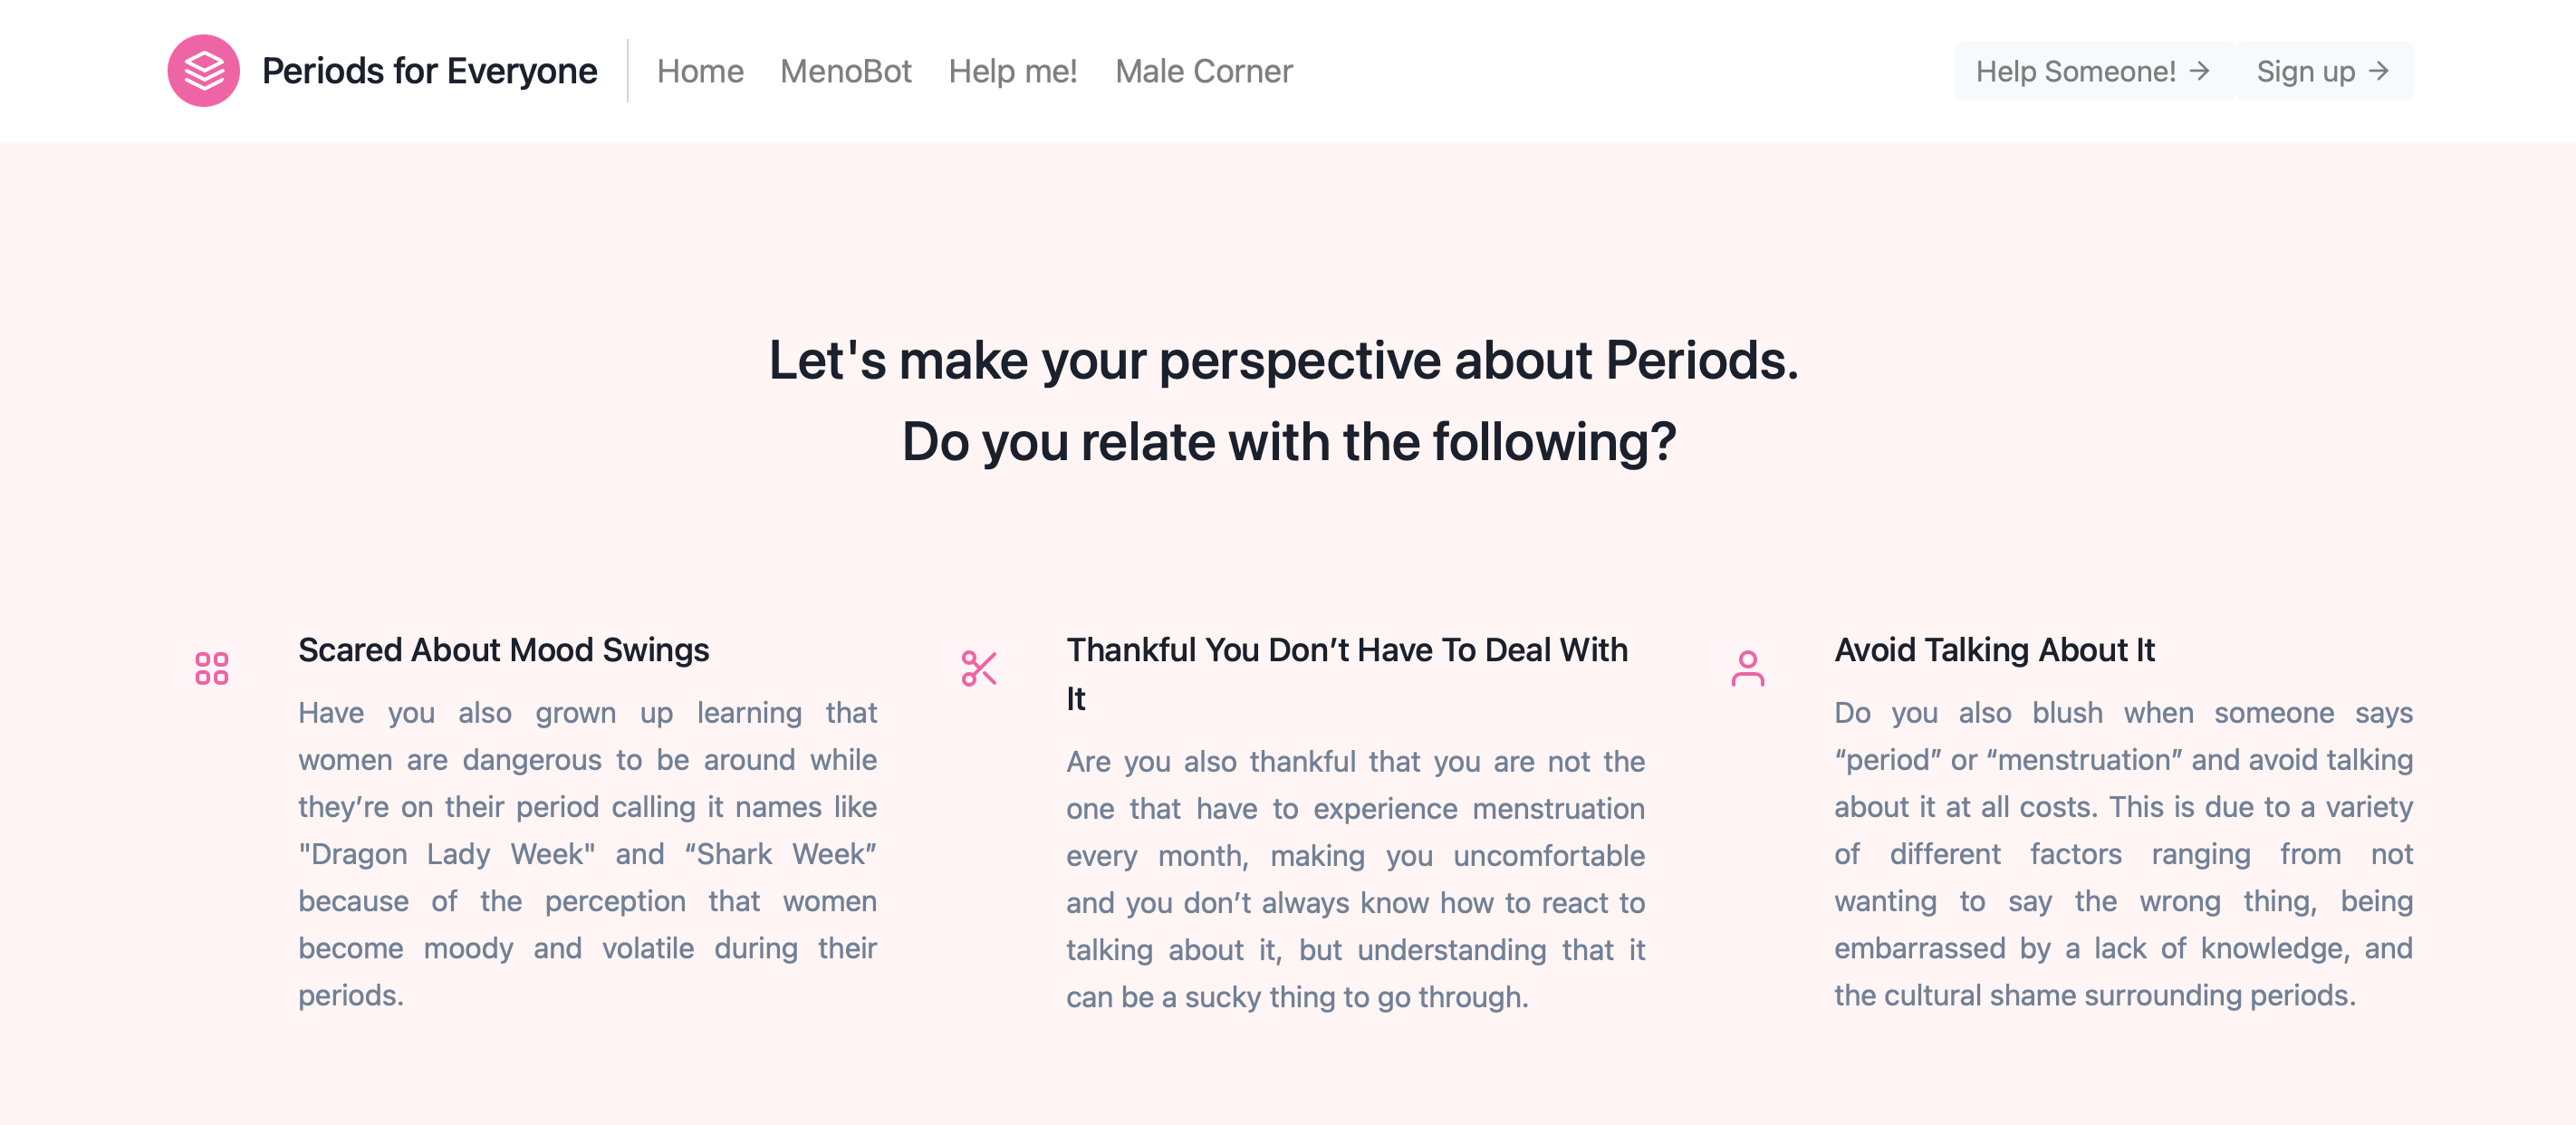 Periods for Everyone
Home
MenoBot
Help me!
Male Corner
Help Someone! →
Sign up →
Let's make your perspective about Periods.
Do you relate with the following?
Scared About Mood Swings
Have you also grown up learning that
women are dangerous to be around while
they’re on their period calling it names like
"Dragon Lady Week" and “Shark Week”
because of the perception that women
become moody and volatile during their
periods.
Thankful You Don’t Have To Deal With
It
Are you also thankful that you are not the
one that have to experience menstruation
every month, making you uncomfortable
and you don’t always know how to react to
talking about it, but understanding that it
can be a sucky thing to go through.
Avoid Talking About It
Do you also blush when someone says
“period” or “menstruation” and avoid talking
about it at all costs. This is due to a variety
of different factors ranging from not
wanting to say the wrong thing, being
embarrassed by a lack of knowledge, and
the cultural shame surrounding periods.